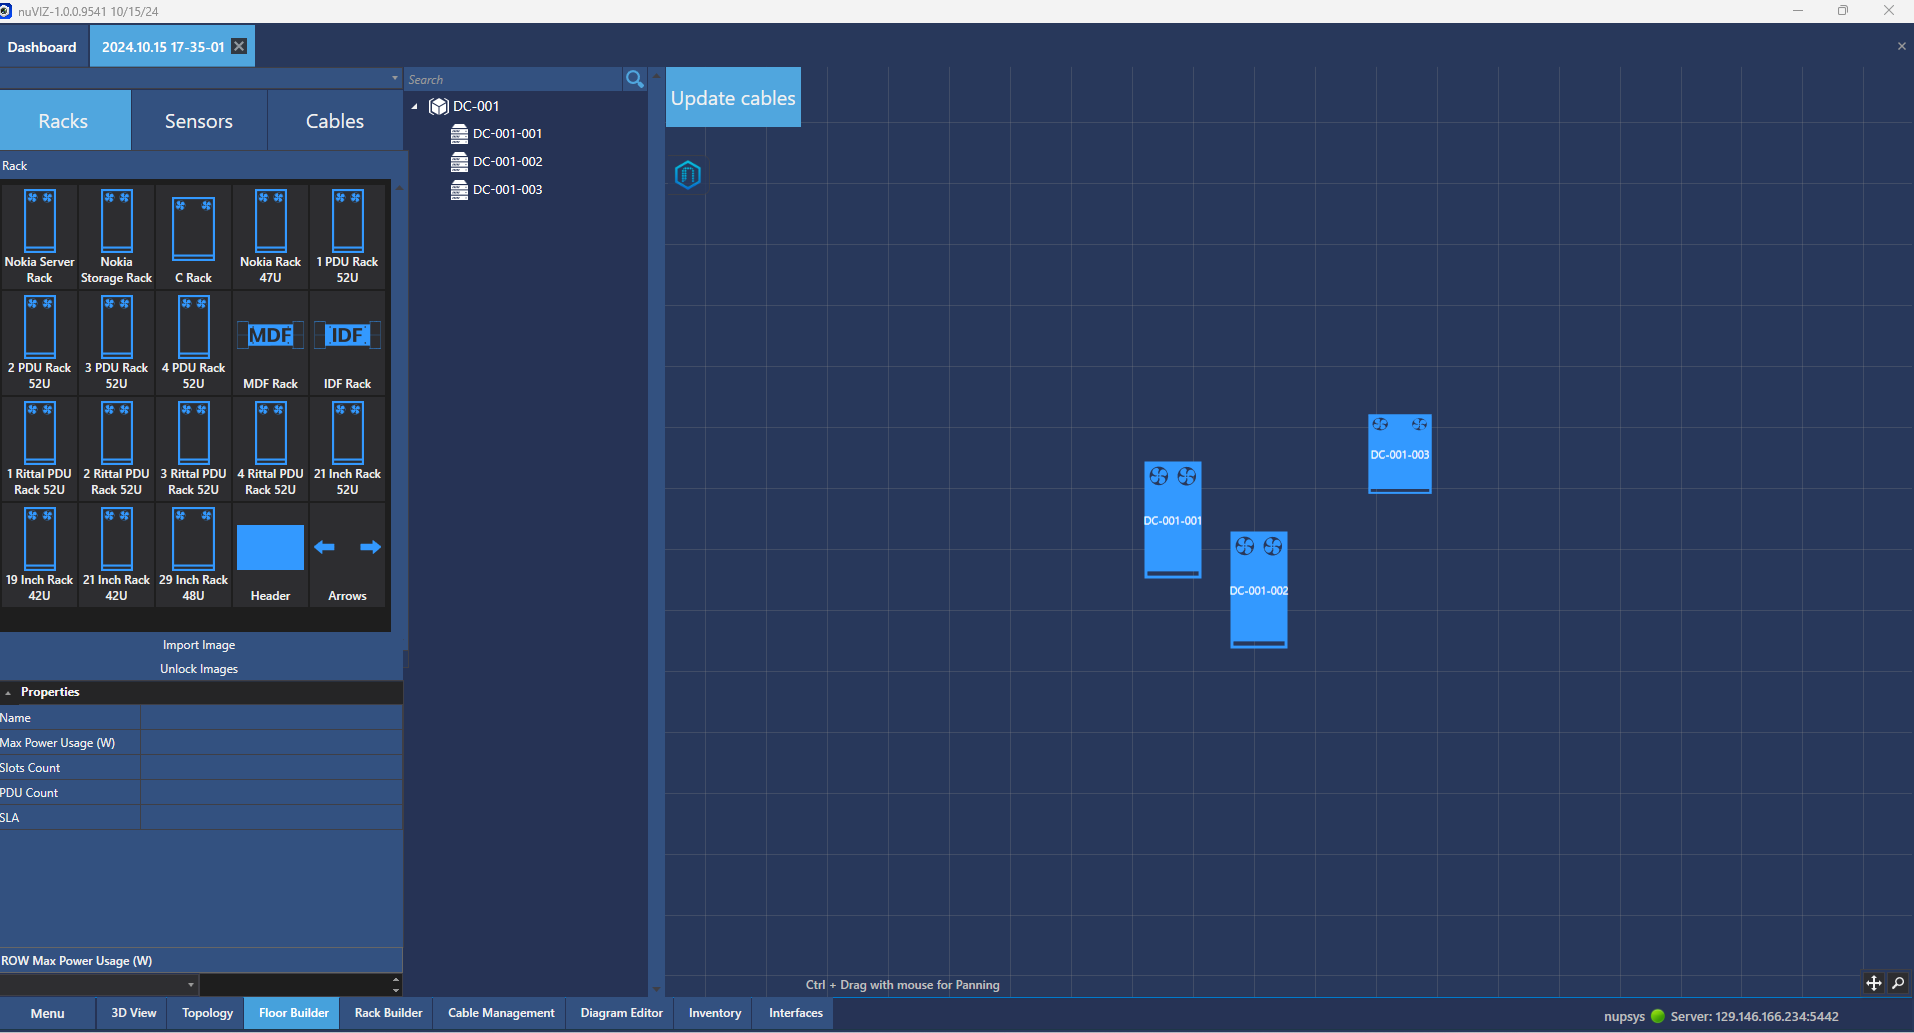 nuVIZ-1.0.0.9541 10/15/24
Dashboard
2024.10.15 17-35-01
Search
Racks
Sensors
Cables
Rack
Nokia Server
Rack
Nokia
Storage Rack
C Rack
Nokia Rack
47U
1 PDU Rack
52U
2 PDU Rack
52U
3 PDU Rack
52U
4 PDU Rack
52U
MDF
MDF Rack
IDF
IDF Rack
1 Rittal PDU
Rack 52U
2 Rittal PDU
Rack 52U
3 Rittal PDU
Rack 52U
4 Rittal PDU
Rack 52U
21 Inch Rack
52U
19 Inch Rack
42U
21 Inch Rack
42U
29 Inch Rack
48U
Header
Arrows
Import Image
Unlock Images
Properties
Name
Max Power Usage (W)
Slots Count
PDU Count
SLA
ROW Max Power Usage (W)
DC-001
DC-001-001
DC-001-002
DC-001-003
Update cables
DC-001-003
DC-001-001
DC-001-002
Ctrl + Drag with mouse for Panning
Menu
3D View
Topology
Floor Builder
Rack Builder
Cable Management
Diagram Editor
Inventory
Interfaces
nupsys
Server: 129.146.166.234:5442